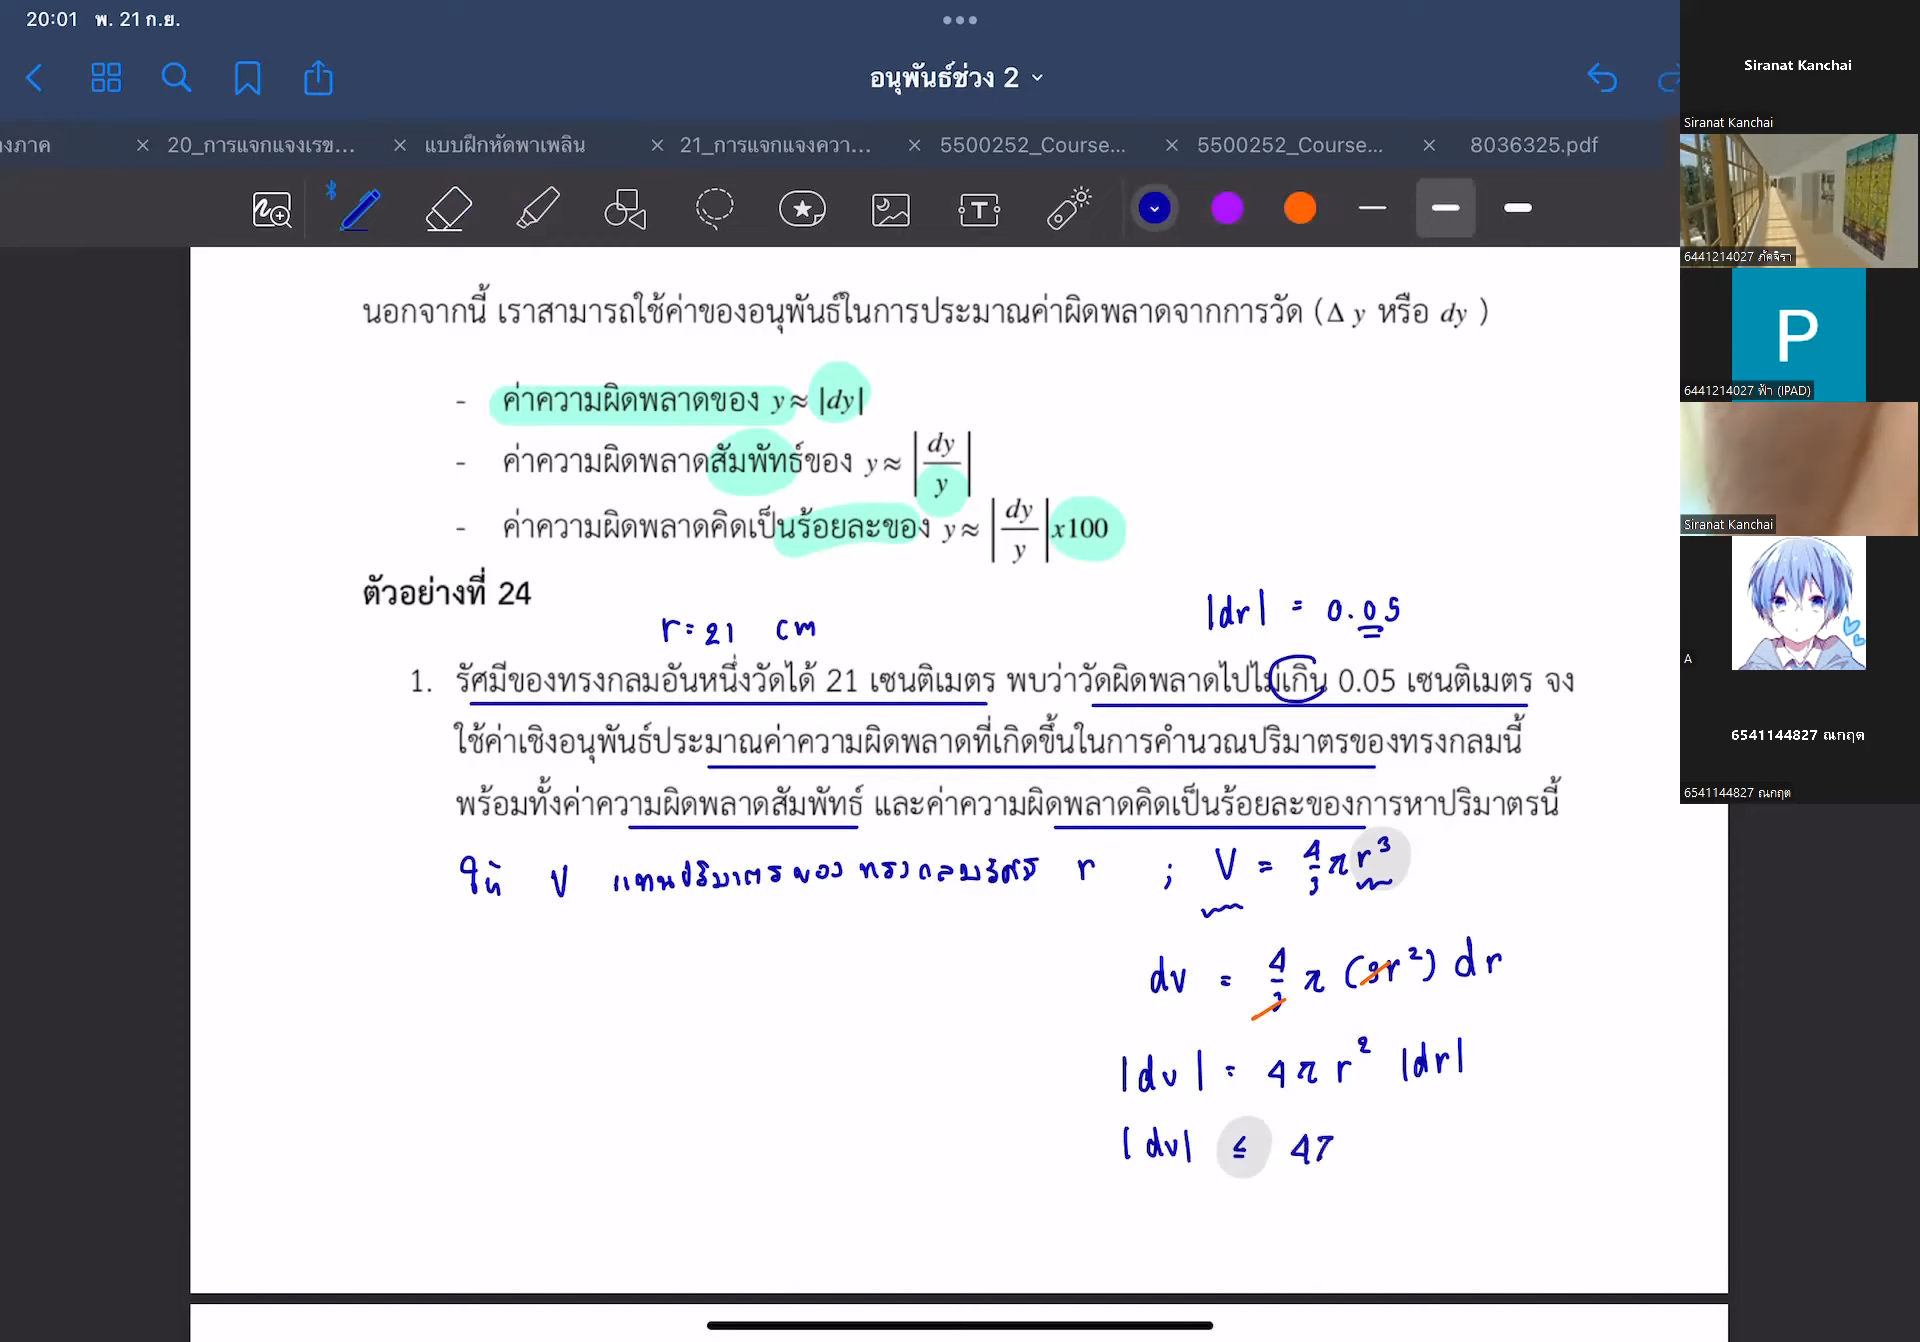 20:01 พ. 21 ก.ย.
อนุพันธ์ช่วง 2
งภาค
20_การแจกแจงเรข...
แบบฝึกหัดพาเพลิน
21_การแจกแจงควา...
5500252_Course...
5500252_Course...
8036325.pdf
นอกจากนี้ เราสามารถใช้ค่าของอนุพันธ์ในการประมาณค่าผิดพลาดจากการวัด (Δ y หรือ dy )
- ค่าความผิดพลาดของ y ≈ |dy|
- ค่าความผิดพลาดสัมพัทธ์ของ y ≈ |dy/y|
- ค่าความผิดพลาดคิดเป็นร้อยละของ y ≈ |dy/y| x100
ตัวอย่างที่ 24
r = 21 cm |dr| = 0.05
1. รัศมีของทรงกลมอันหนึ่งวัดได้ 21 เซนติเมตร พบว่าวัดผิดพลาดไปไม่เกิน 0.05 เซนติเมตร จง
ใช้ค่าเชิงอนุพันธ์ประมาณค่าความผิดพลาดที่เกิดขึ้นในการคำนวณปริมาตรของทรงกลมนี้
พร้อมทั้งค่าความผิดพลาดสัมพัทธ์ และค่าความผิดพลาดคิดเป็นร้อยละของการหาปริมาตรนี้
ให้ V แทนปริมาตรของ ทรงกลมรัศมี r ; V = 4/3 π r³
dv = 4/3 π (3r²) dr
|dv| = 4π r² |dr|
|dv| ≤ 4π
Siranat Kanchai
Siranat Kanchai
6441214027 ภัคจิรา
P
6441214027 ฟ้า (IPAD)
Siranat Kanchai
A
6541144827 ณกฤต
6541144827 ณกฤต